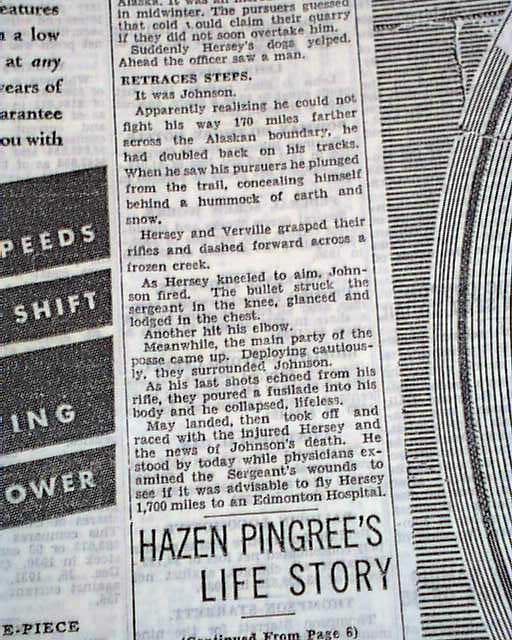 eatures
a low
at any
years of
arantee
ou with
PEEDS
SHIFT
ING
OWER
E-PIECE
in midwinter. The pursuers guessed
that cold could claim their quarry
if they did not soon overtake him.
Suddenly Hersey's dogs yelped.
Ahead the officer saw a man.
RETRACES STEPS.
It was Johnson.
Apparently realizing he could not
fight his way 170 miles farther
across the Alaskan boundary, he
had doubled back on his tracks.
When he saw his pursuers he plunged
from the trail, concealing himself
behind a hummock of earth and
snow.
Hersey and Verville grasped their
rifles and dashed forward across a
frozen creek.
As Hersey kneeled to aim, John-
son fired. The bullet struck the
sergeant in the knee, glanced and
lodged in the chest.
Another hit his elbow.
Meanwhile, the main party of the
posse came up. Deploying cautious-
ly, they surrounded Johnson.
As his last shots echoed from his
rifle, they poured a fusilade into his
body and he collapsed, lifeless.
May landed, then took off and
raced with the injured Hersey and
the news of Johnson's death. He
stood by today while physicians ex-
amined the Sergeant's wounds to
see if it was advisable to fly Hersey
1,700 miles to an Edmonton Hospital.
HAZEN PINGREE'S
LIFE STORY
(Continued From Page 6)